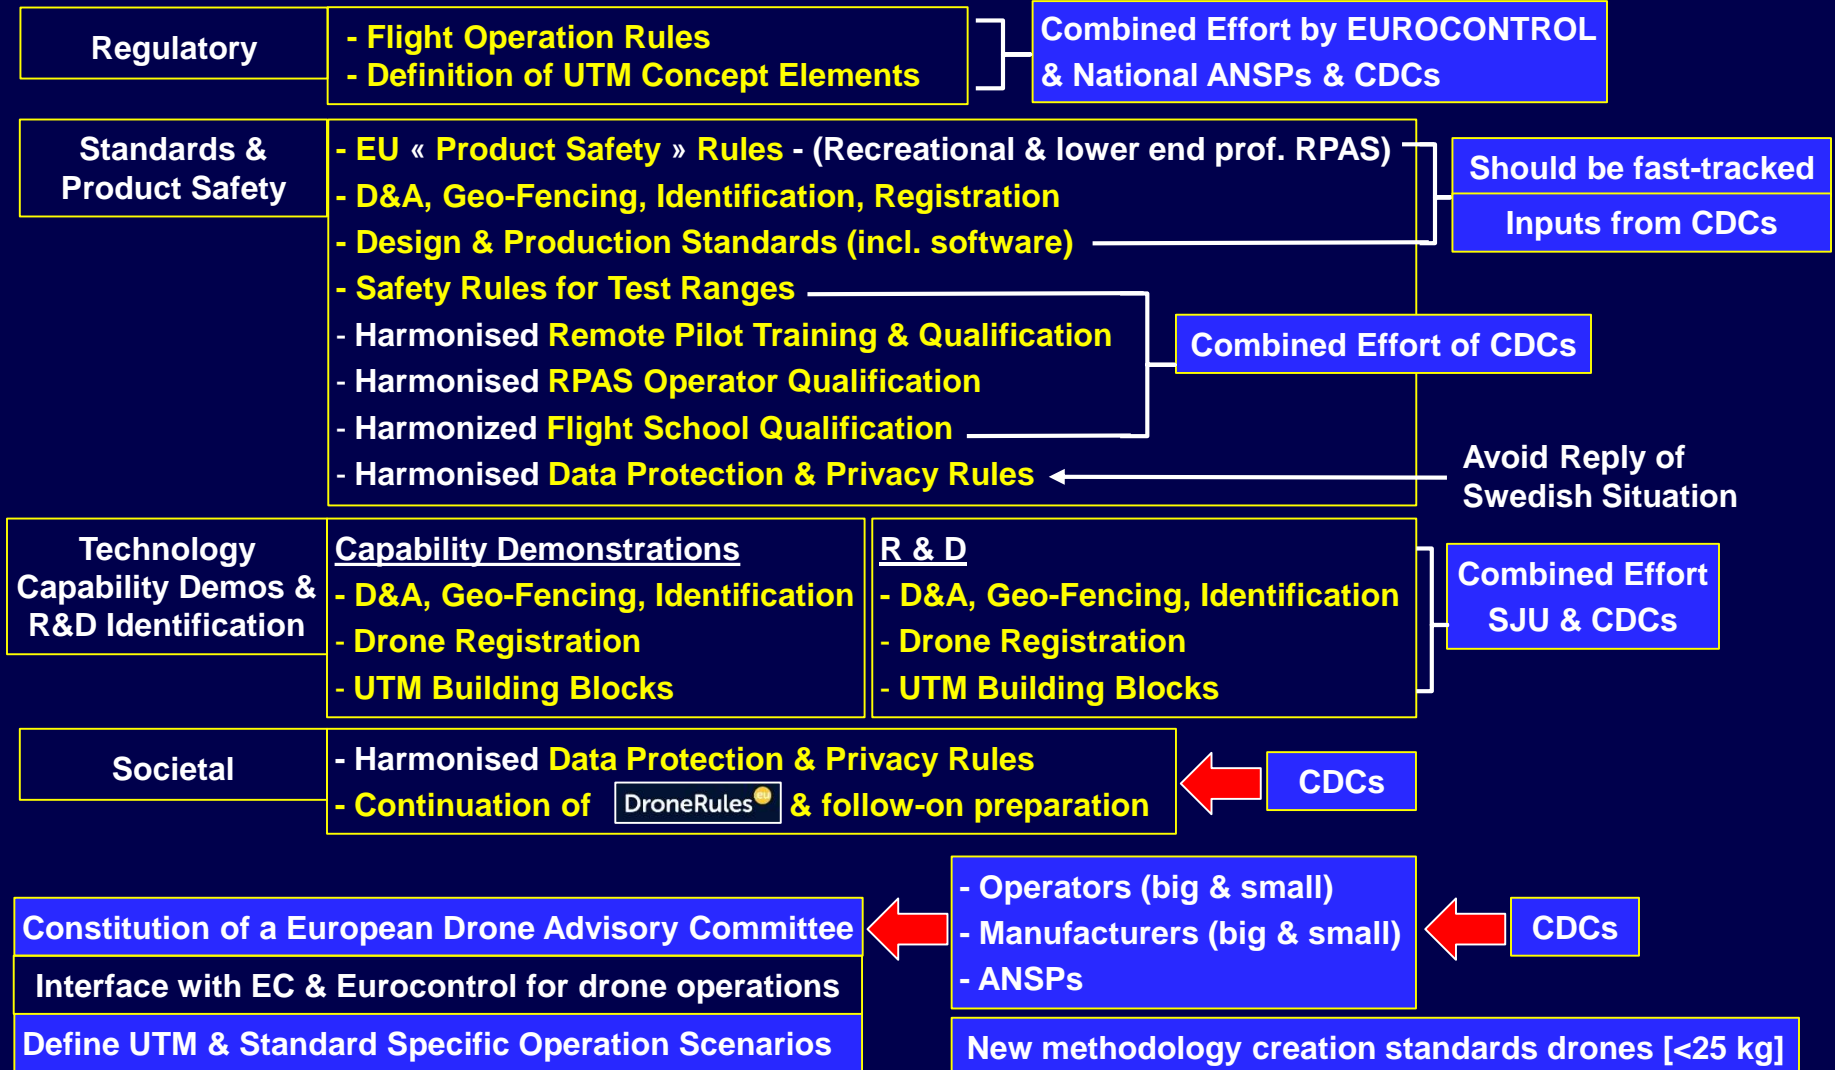 Regulatory
- Flight Operation Rules
- Definition of UTM Concept Elements
Combined Effort by EUROCONTROL
& National ANSPs & CDCs
Standards &
Product Safety
- EU « Product Safety » Rules - (Recreational & lower end prof. RPAS)
- D&A, Geo-Fencing, Identification, Registration
- Design & Production Standards (incl. software)
- Safety Rules for Test Ranges
- Harmonised Remote Pilot Training & Qualification
- Harmonised RPAS Operator Qualification
- Harmonized Flight School Qualification
- Harmonised Data Protection & Privacy Rules
Should be fast-tracked
Inputs from CDCs
Combined Effort of CDCs
Avoid Reply of
Swedish Situation
Technology
Capability Demos &
R&D Identification
Capability Demonstrations
- D&A, Geo-Fencing, Identification
- Drone Registration
- UTM Building Blocks
R & D
- D&A, Geo-Fencing, Identification
- Drone Registration
- UTM Building Blocks
Combined Effort
SJU & CDCs
Societal
- Harmonised Data Protection & Privacy Rules
- Continuation of DroneRules eu & follow-on preparation
CDCs
Constitution of a European Drone Advisory Committee
Interface with EC & Eurocontrol for drone operations
Define UTM & Standard Specific Operation Scenarios
- Operators (big & small)
- Manufacturers (big & small)
- ANSPs
CDCs
New methodology creation standards drones [<25 kg]